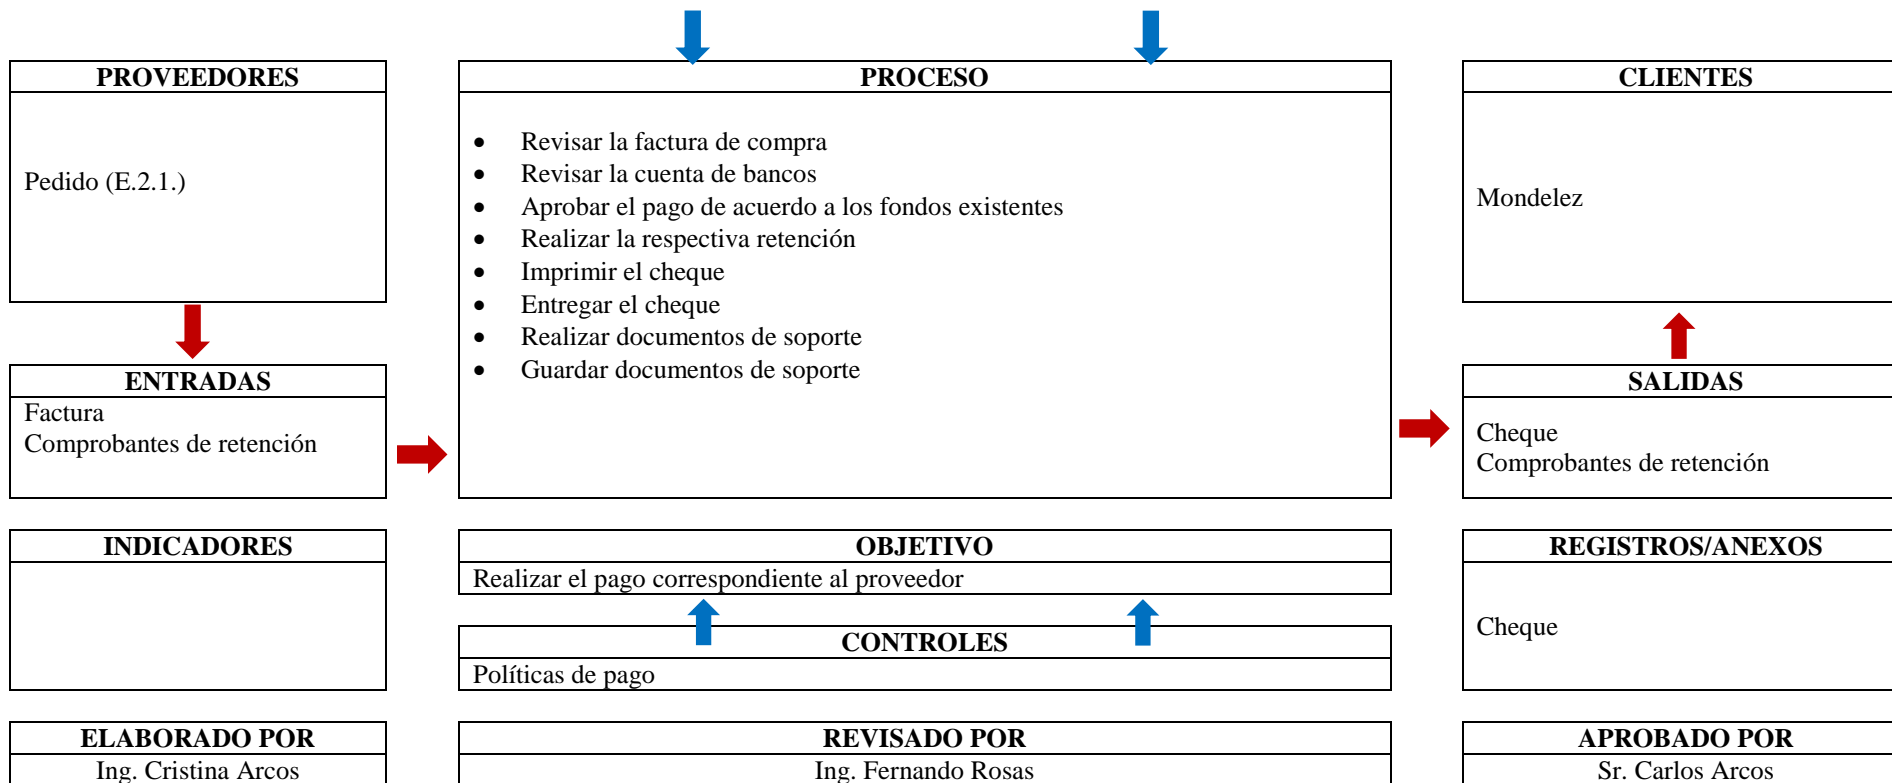 PROVEEDORES
Pedido (E.2.1.)
PROCESO
• Revisar la factura de compra
• Revisar la cuenta de bancos
• Aprobar el pago de acuerdo a los fondos existentes
• Realizar la respectiva retención
• Imprimir el cheque
• Entregar el cheque
• Realizar documentos de soporte
• Guardar documentos de soporte
CLIENTES
Mondelez
ENTRADAS
Factura
Comprobantes de retención
SALIDAS
Cheque
Comprobantes de retención
INDICADORES
OBJETIVO
Realizar el pago correspondiente al proveedor
CONTROLES
Políticas de pago
REGISTROS/ANEXOS
Cheque
ELABORADO POR
Ing. Cristina Arcos
REVISADO POR
Ing. Fernando Rosas
APROBADO POR
Sr. Carlos Arcos